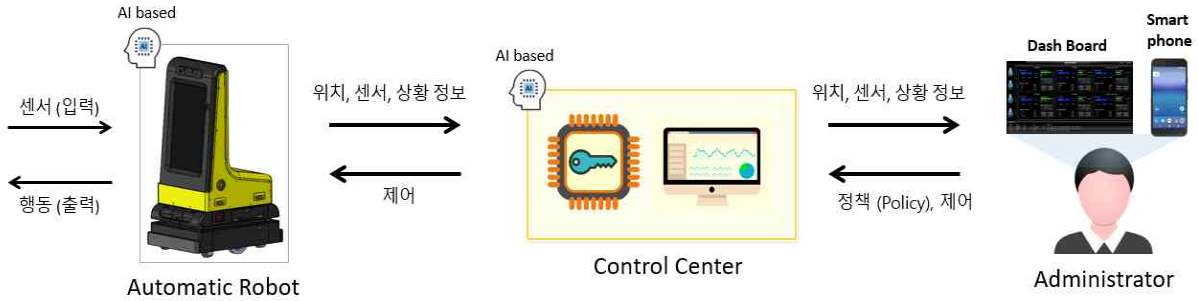 AI based
센서 (입력)
행동 (출력)
Automatic Robot
위치, 센서, 상황 정보
제어
AI based
Control Center
위치, 센서, 상황 정보
정책 (Policy), 제어
Dash Board
Smart
phone
Administrator